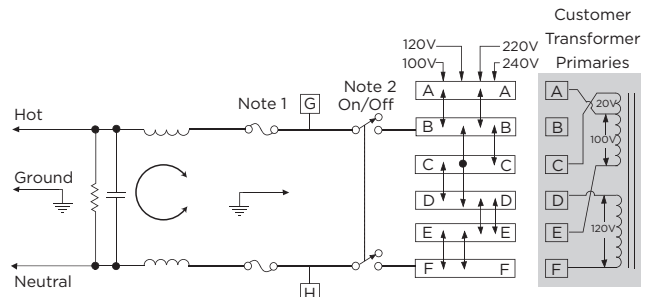 Customer
Transformer
Primaries
120V 220V
100V 240V
Note 1 G Note 2
On/Off
A A A 20V
Hot B B B 100V
C C C
Ground D D D
E E E 120V
Neutral F F F
H